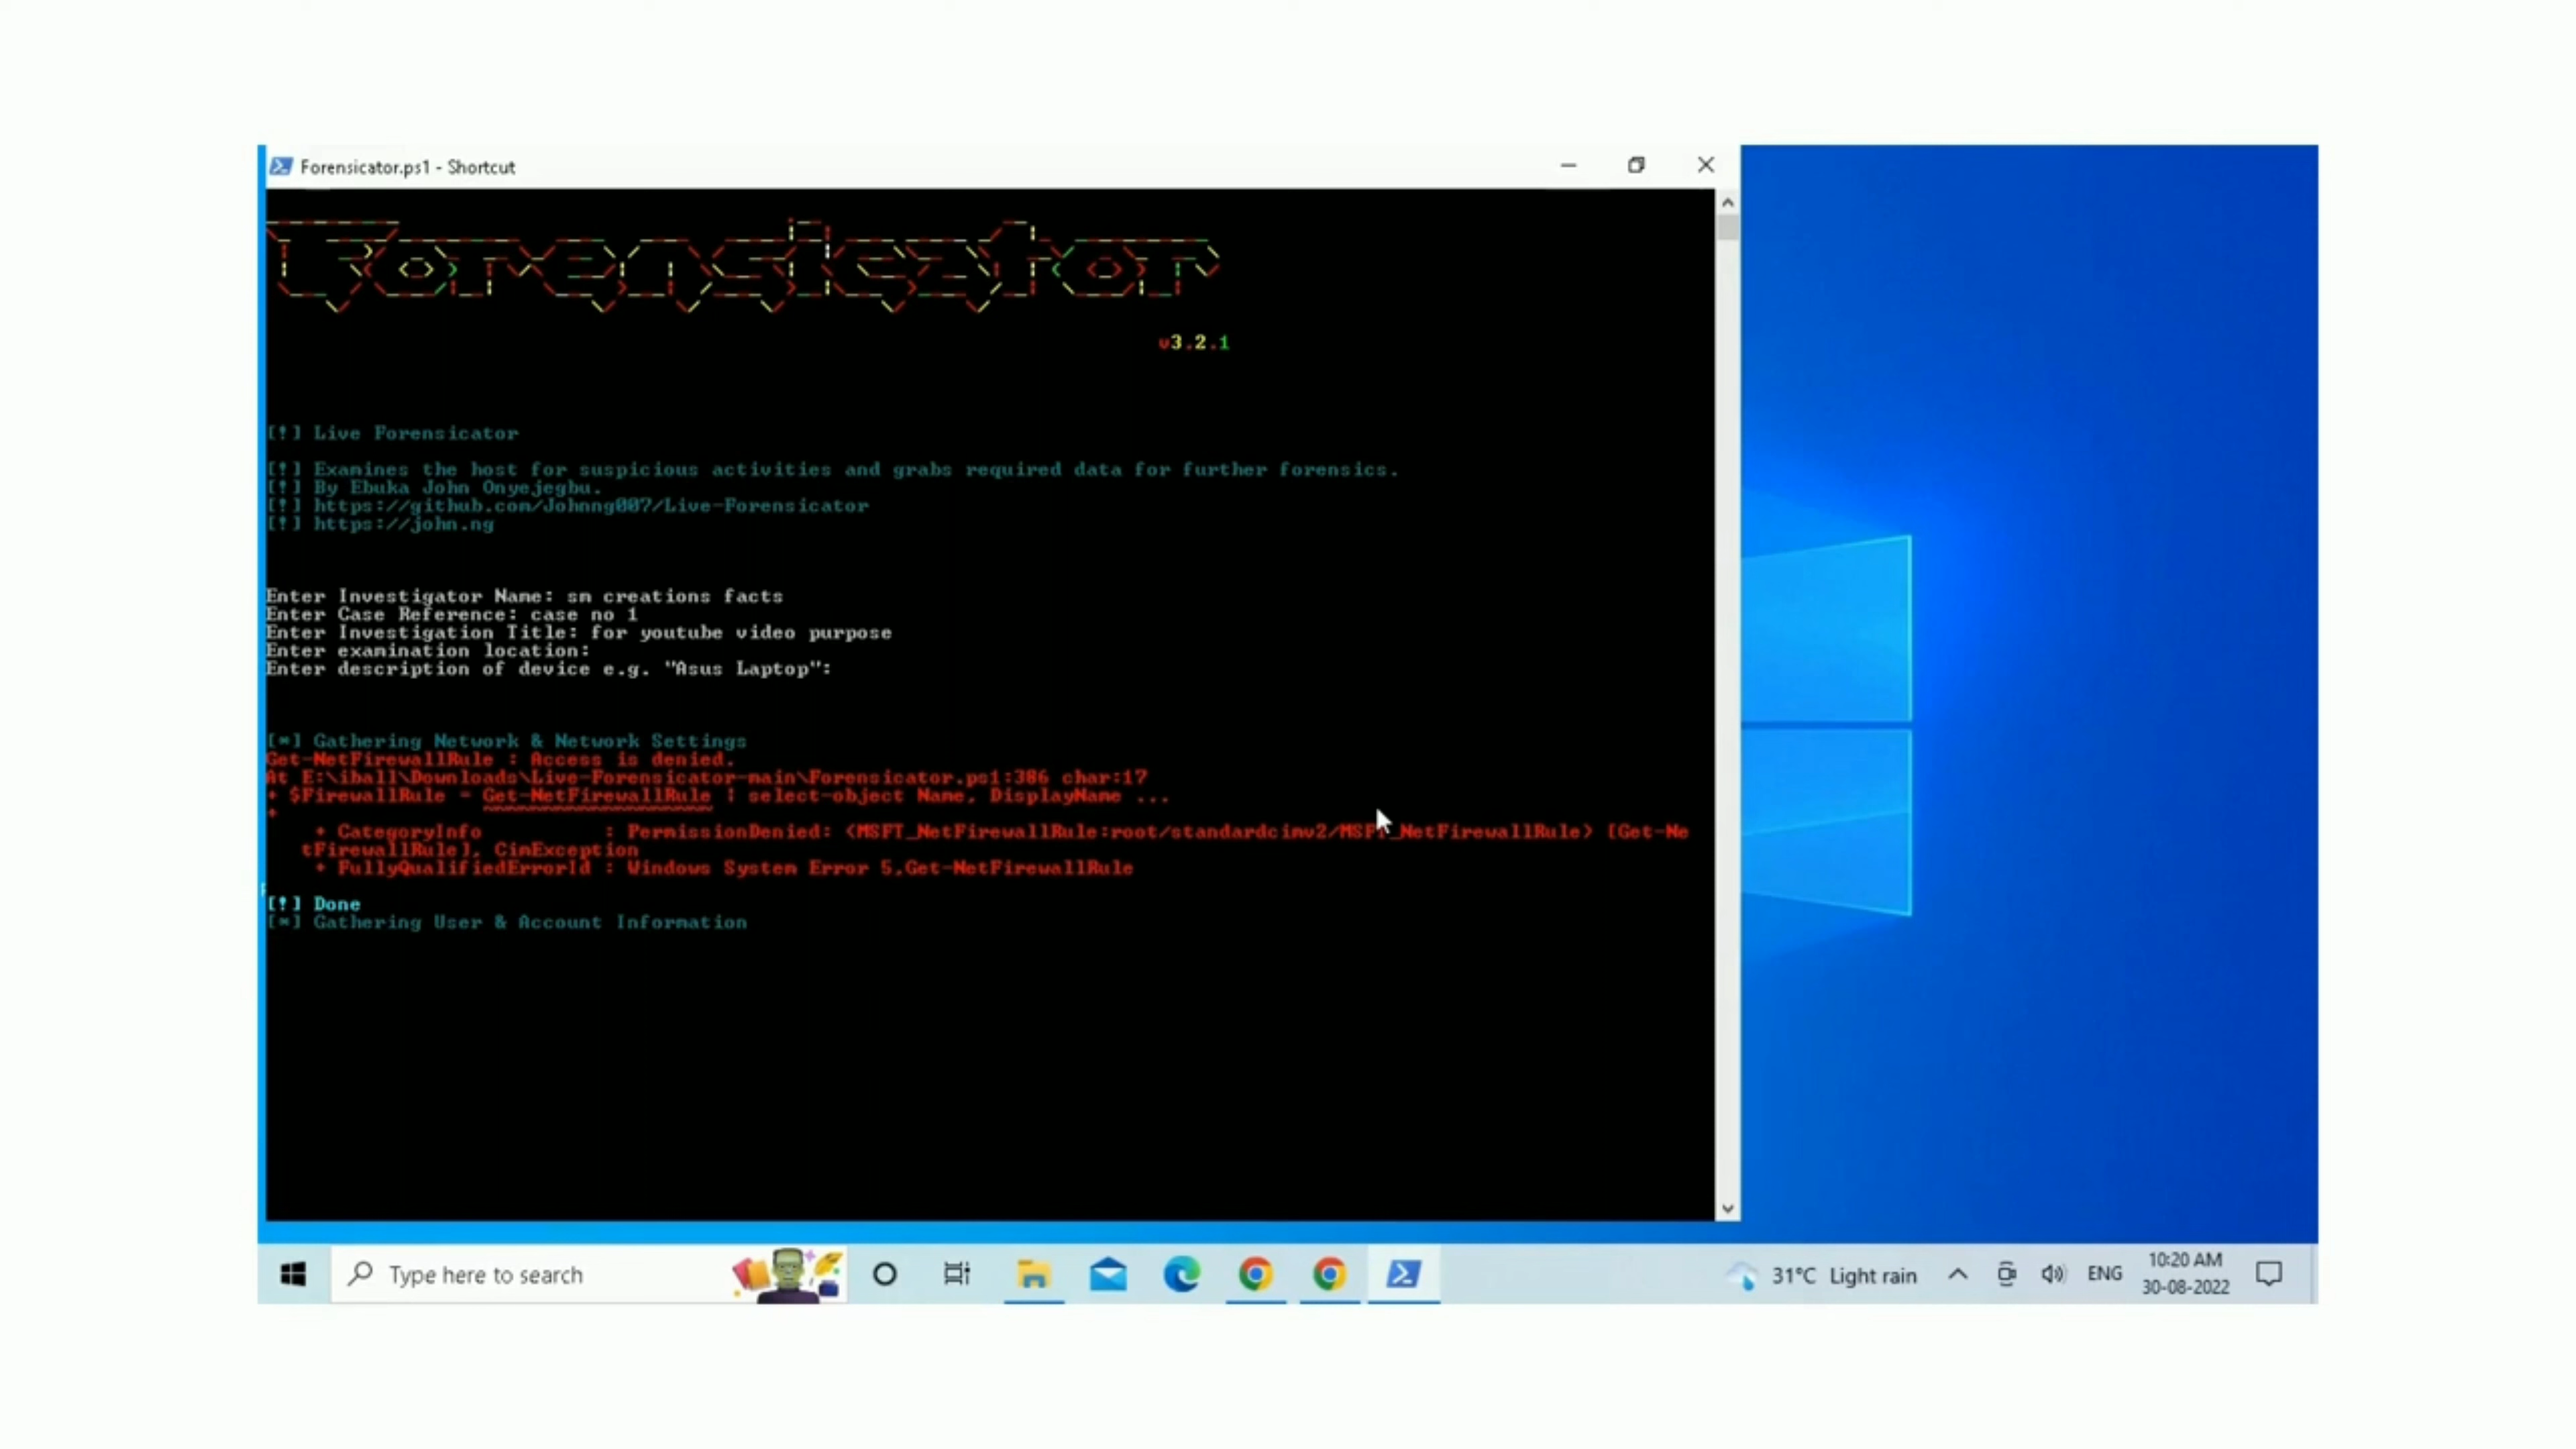 Forensicator.ps1 - Shortcut
Forensicator
v3.2.1
[!] Live Forensicator
[!] Examines the host for suspicious activities and grabs required data for further forensics.
[!] By Ebuka John Onyejegbu.
[!] https://github.com/Johnng007/Live-Forensicator
[!] https://john.ng
Enter Investigator Name: sm creations facts
Enter Case Reference: case no 1
Enter Investigation Title: for youtube video purpose
Enter examination location:
Enter description of device e.g. "Asus Laptop":
[*] Gathering Network & Network Settings
Get-NetFirewallRule : Access is denied.
At E:\iball\Downloads\Live-Forensicator-main\Forensicator.ps1:386 char:17
+ $FirewallRule = Get-NetFirewallRule | select-object Name, DisplayName ...
+ ~~~~~~~~~~~~~~~~~~~
+ CategoryInfo : PermissionDenied: (MSFT_NetFirewallRule:root/standardcimv2/MSFT_NetFirewallRule) [Get-Ne
tFirewallRule], CimException
+ FullyQualifiedErrorId : Windows System Error 5,Get-NetFirewallRule
[!] Done
[*] Gathering User & Account Information
Type here to search
31°C Light rain
ENG
10:20 AM
30-08-2022